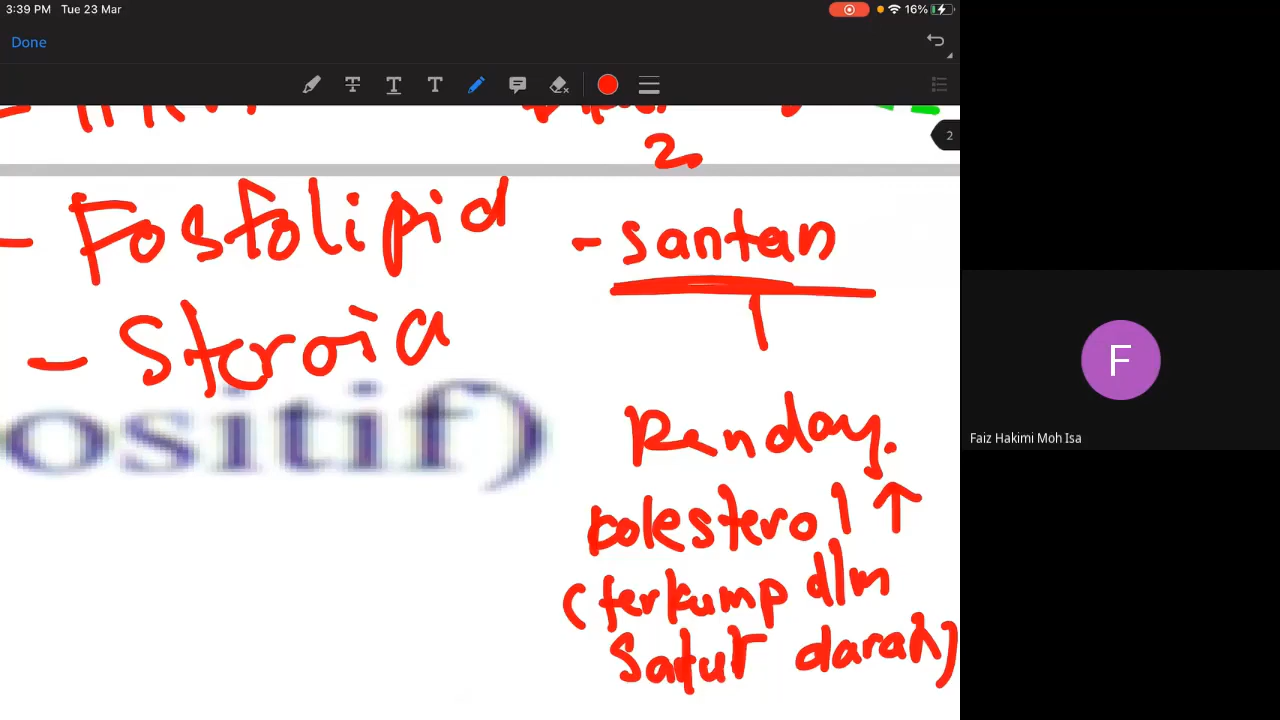 3:39 PM Tue 23 Mar
16%
Done
T T T
2
2
- Fosfolipid
- santan
- Steroid
ositif)
Rendang.
kolesterol ↑
(terkump dlm
salur darah)
F
Faiz Hakimi Moh Isa